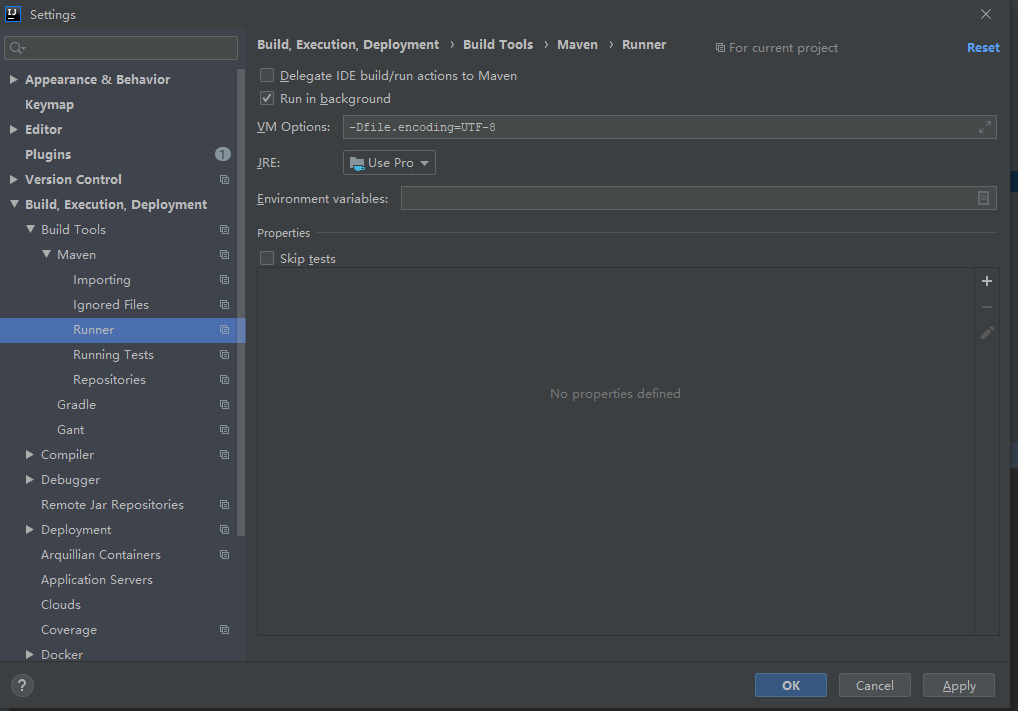 IJ Settings
Build, Execution, Deployment › Build Tools › Maven › Runner For current project Reset
Delegate IDE build/run actions to Maven
Run in background
VM Options: -Dfile.encoding=UTF-8
JRE: Use Pro
Environment variables:
Properties
Skip tests
No properties defined
Appearance & Behavior
Keymap
Editor
Plugins 1
Version Control
Build, Execution, Deployment
Build Tools
Maven
Importing
Ignored Files
Runner
Running Tests
Repositories
Gradle
Gant
Compiler
Debugger
Remote Jar Repositories
Deployment
Arquillian Containers
Application Servers
Clouds
Coverage
Docker
? OK Cancel Apply